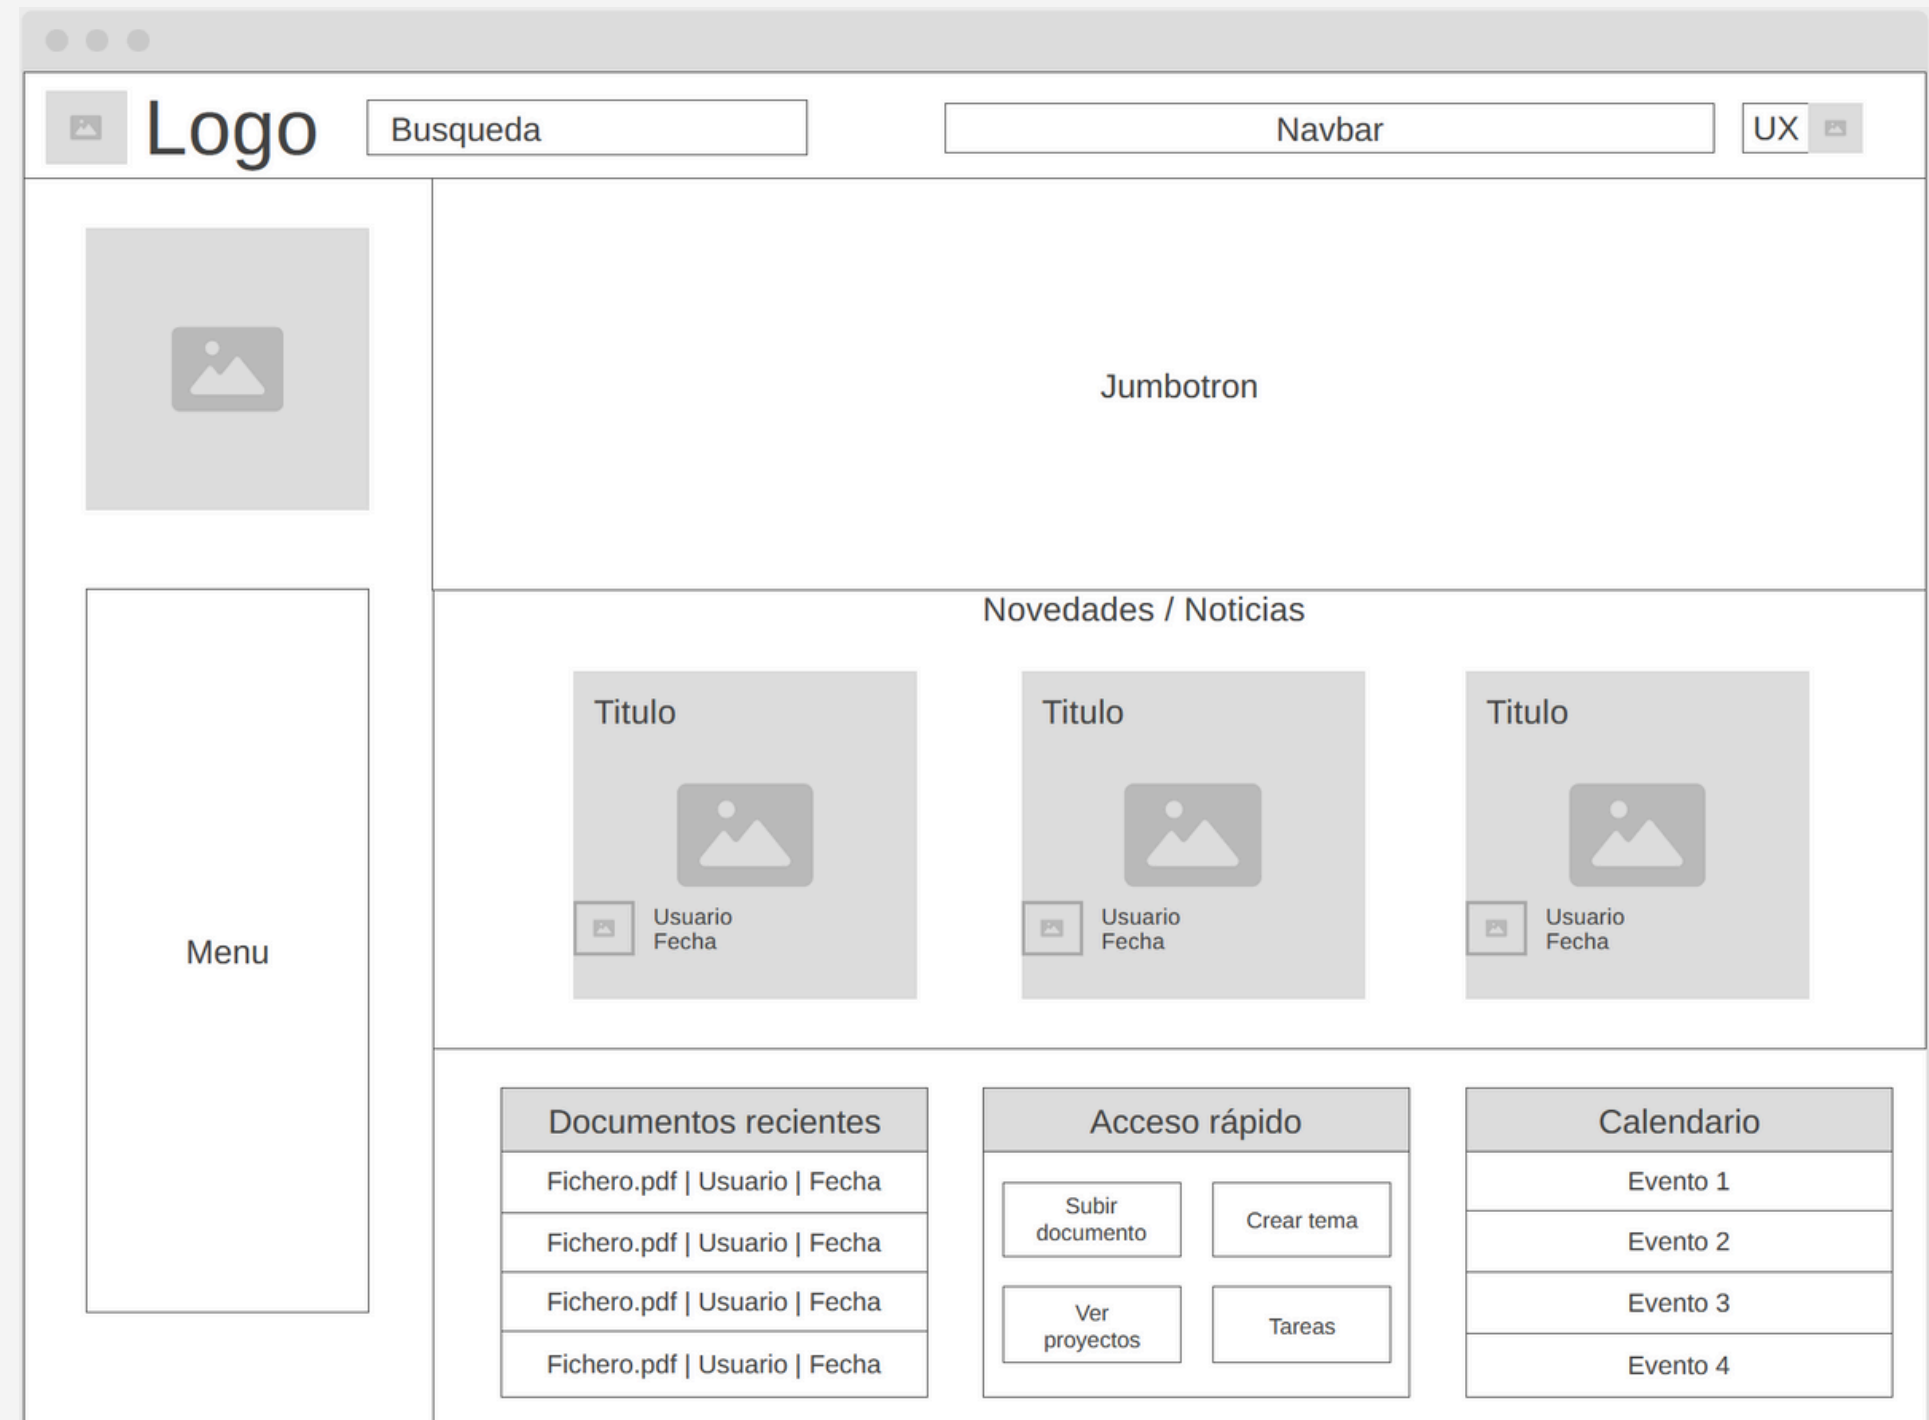 Logo
Busqueda
Navbar
UX
Jumbotron
Menu
Novedades / Noticias
Titulo
Usuario
Fecha
Titulo
Usuario
Fecha
Titulo
Usuario
Fecha
Documentos recientes
Fichero.pdf | Usuario | Fecha
Fichero.pdf | Usuario | Fecha
Fichero.pdf | Usuario | Fecha
Fichero.pdf | Usuario | Fecha
Acceso rápido
Subir
documento
Crear tema
Ver
proyectos
Tareas
Calendario
Evento 1
Evento 2
Evento 3
Evento 4